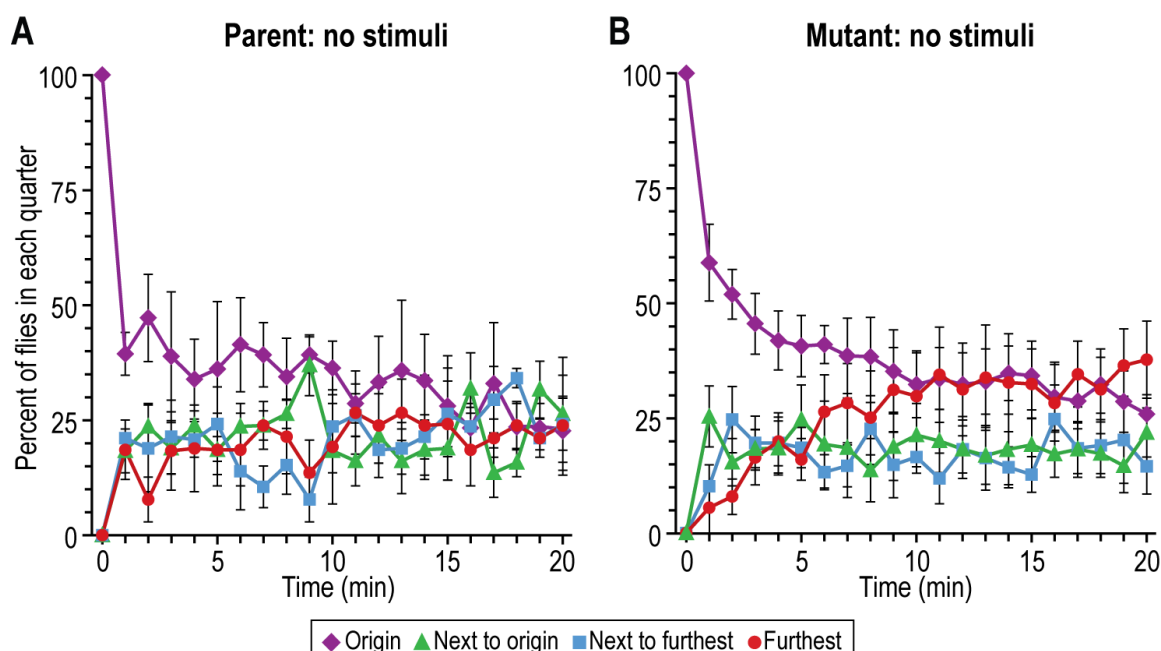 A
Parent: no stimuli
Percent of flies in each quarter
100
75
50
25
0
0 5 10 15 20
Time (min)
B
Mutant: no stimuli
100
75
50
25
0
0 5 10 15 20
Time (min)
Origin Next to origin Next to furthest Furthest